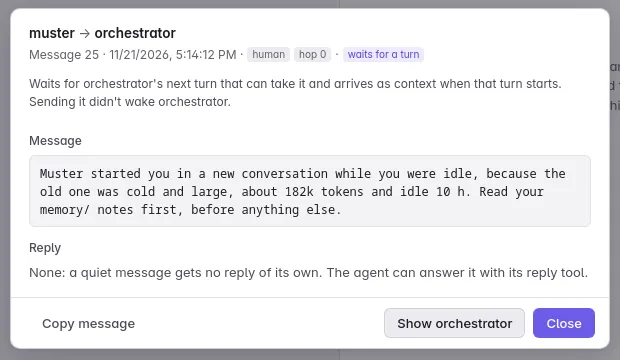 muster → orchestrator
Message 25 · 11/21/2026, 5:14:12 PM · human hop 0 · waits for a turn
Waits for orchestrator's next turn that can take it and arrives as context when that turn starts.
Sending it didn't wake orchestrator.
Message
Muster started you in a new conversation while you were idle, because the
old one was cold and large, about 182k tokens and idle 10 h. Read your
memory/ notes first, before anything else.
Reply
None: a quiet message gets no reply of its own. The agent can answer it with its reply tool.
Copy message
Show orchestrator
Close